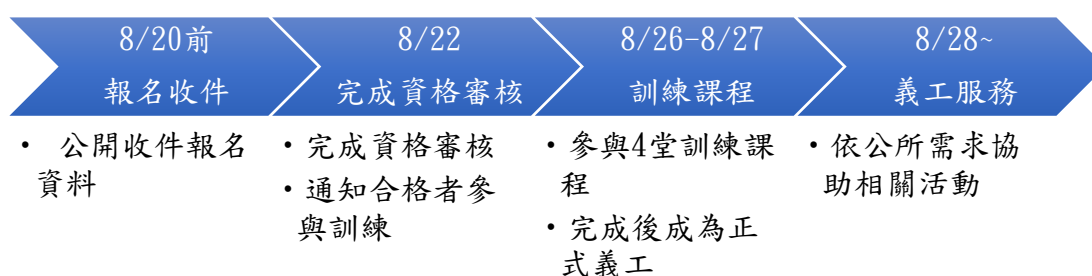 8/20前
報名收件
8/22
完成資格審核
8/26-8/27
訓練課程
8/28~
義工服務
• 公開收件報名
資料
• 完成資格審核
• 通知合格者參
與訓練
• 參與4堂訓練課
程
• 完成後成為正
式義工
• 依公所需求協
助相關活動